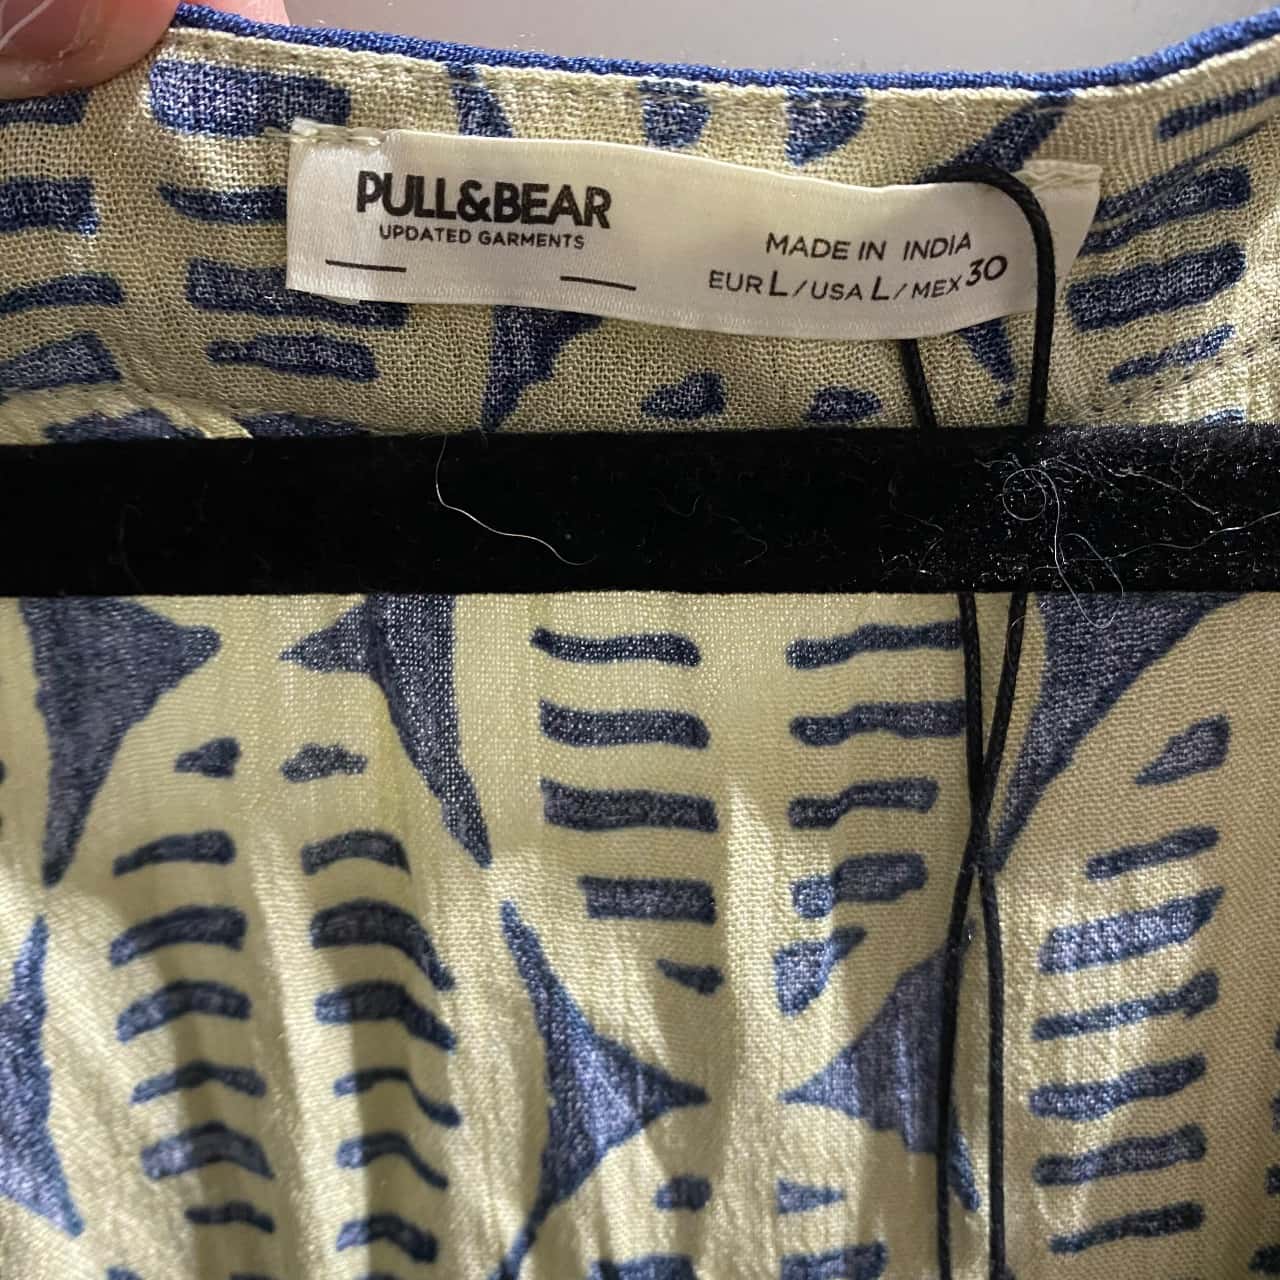 PULL&BEAR
UPDATED GARMENTS
MADE IN INDIA
EUR L / USA L / MEX 30